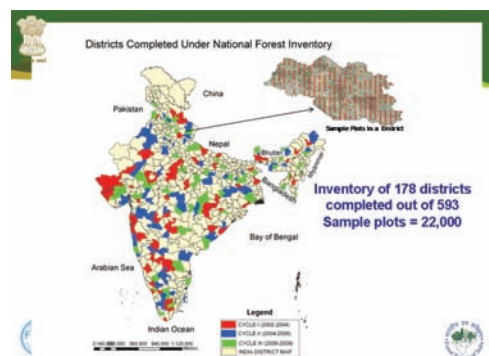 Districts Completed Under National Forest Inventory
China
Pakistan
Sample Plots in a District
Nepal
Bhutan
Myanmar
Bangladesh
Inventory of 178 districts
completed out of 593
Sample plots = 22,000
Bay of Bengal
Arabian Sea
Legend
CYCLE I (2002-2004)
CYCLE II (2004-2006)
CYCLE III (2006-2008)
INDIA DISTRICT MAP
Indian Ocean